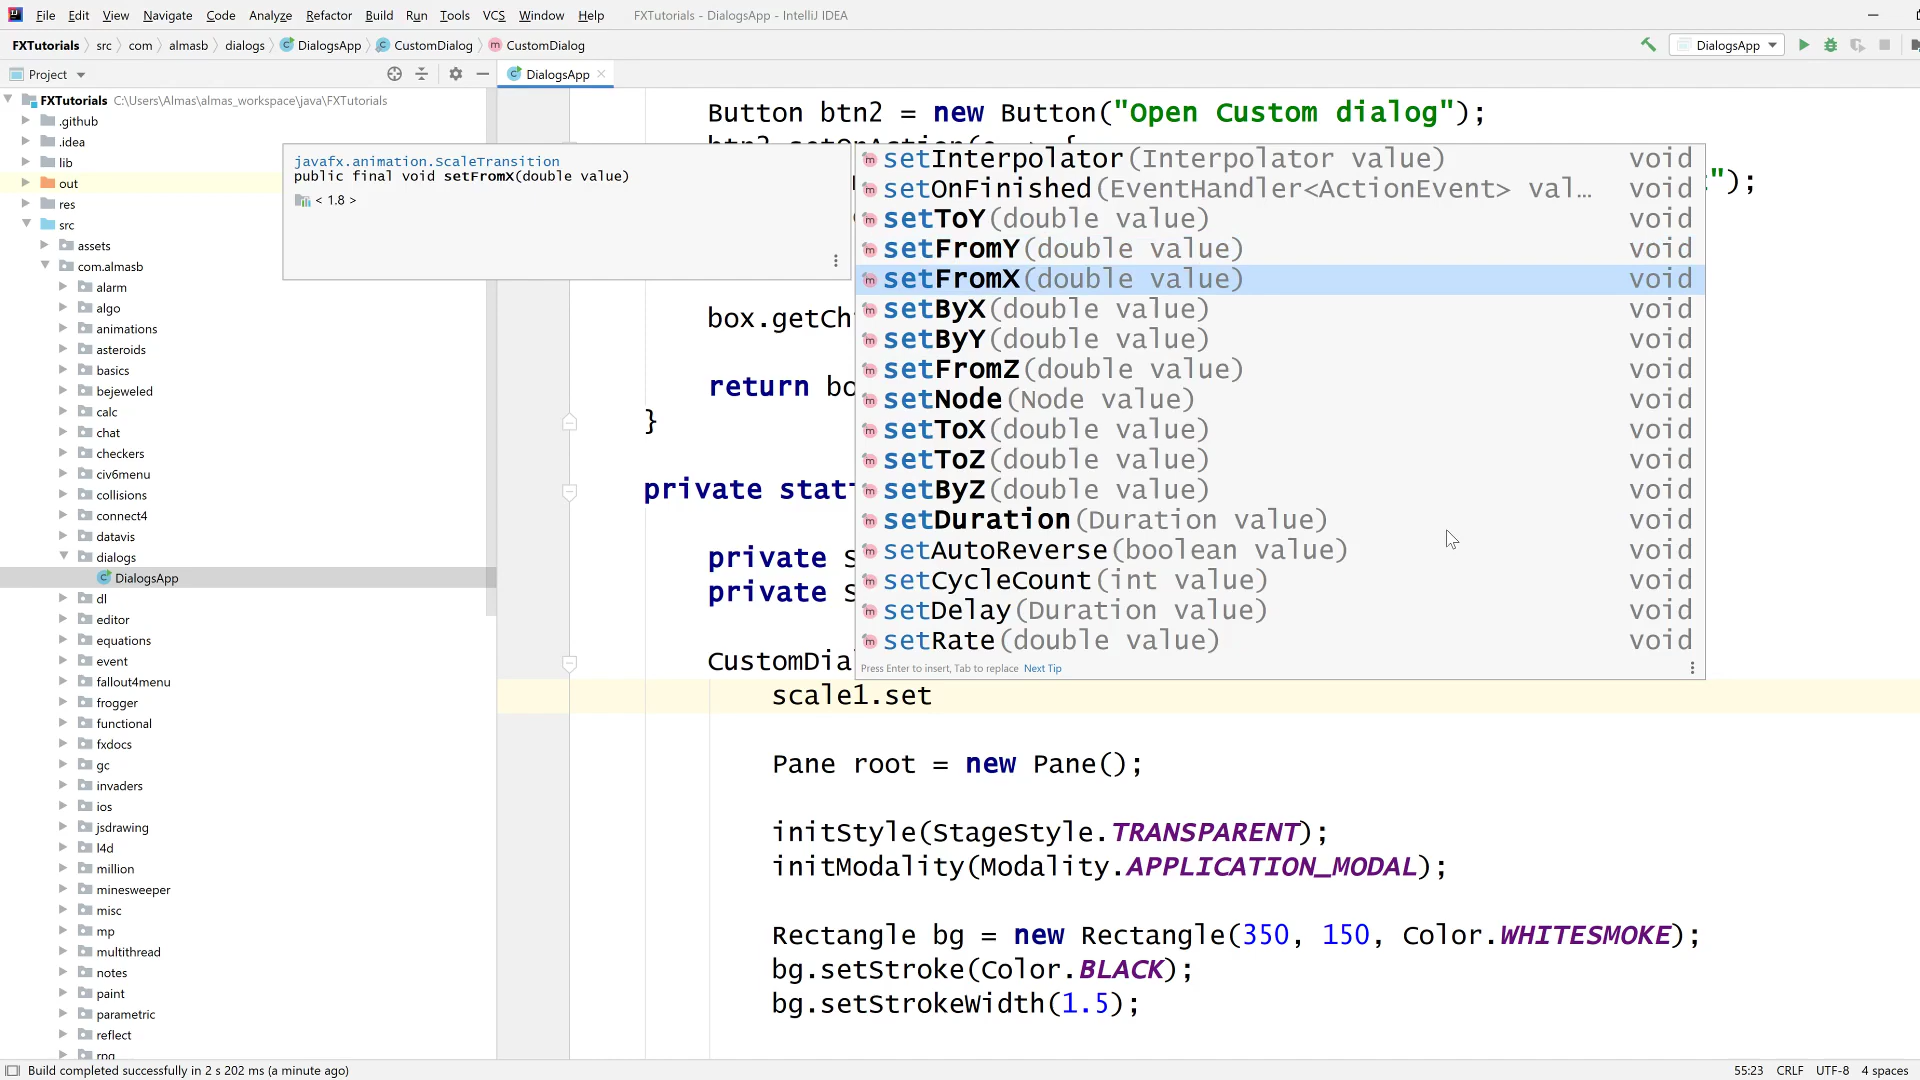 File Edit View Navigate Code Analyze Refactor Build Run Tools VCS Window Help FXTutorials - DialogsApp - IntelliJ IDEA
FXTutorials src com almasb dialogs DialogsApp CustomDialog CustomDialog
DialogsApp
Project
DialogsApp
FXTutorials C:\Users\Almas\almas_workspace\java\FXTutorials
.github
.idea
lib
out
res
src
assets
com.almasb
alarm
algo
animations
asteroids
basics
bejeweled
calc
chat
checkers
civ6menu
collisions
connect4
datavis
dialogs
DialogsApp
dl
editor
equations
event
fallout4menu
frogger
functional
fxdocs
gc
invaders
ios
jsdrawing
l4d
million
minesweeper
misc
mp
multithread
notes
paint
parametric
reflect
rpg
javafx.animation.ScaleTransition
public final void setFromX(double value)
< 1.8 >
Button btn2 = new Button("Open Custom dialog");
");
box.getCh
return bo
}
private stat
private S
private S
CustomDia
scale1.set
Pane root = new Pane();
initStyle(StageStyle.TRANSPARENT);
initModality(Modality.APPLICATION_MODAL);
Rectangle bg = new Rectangle(350, 150, Color.WHITESMOKE);
bg.setStroke(Color.BLACK);
bg.setStrokeWidth(1.5);
setInterpolator(Interpolator value) void
setOnFinished(EventHandler<ActionEvent> val… void
setToY(double value) void
setFromY(double value) void
setFromX(double value) void
setByX(double value) void
setByY(double value) void
setFromZ(double value) void
setNode(Node value) void
setToX(double value) void
setToZ(double value) void
setByZ(double value) void
setDuration(Duration value) void
setAutoReverse(boolean value) void
setCycleCount(int value) void
setDelay(Duration value) void
setRate(double value) void
Press Enter to insert, Tab to replace Next Tip
Build completed successfully in 2 s 202 ms (a minute ago)
55:23 CRLF UTF-8 4 spaces